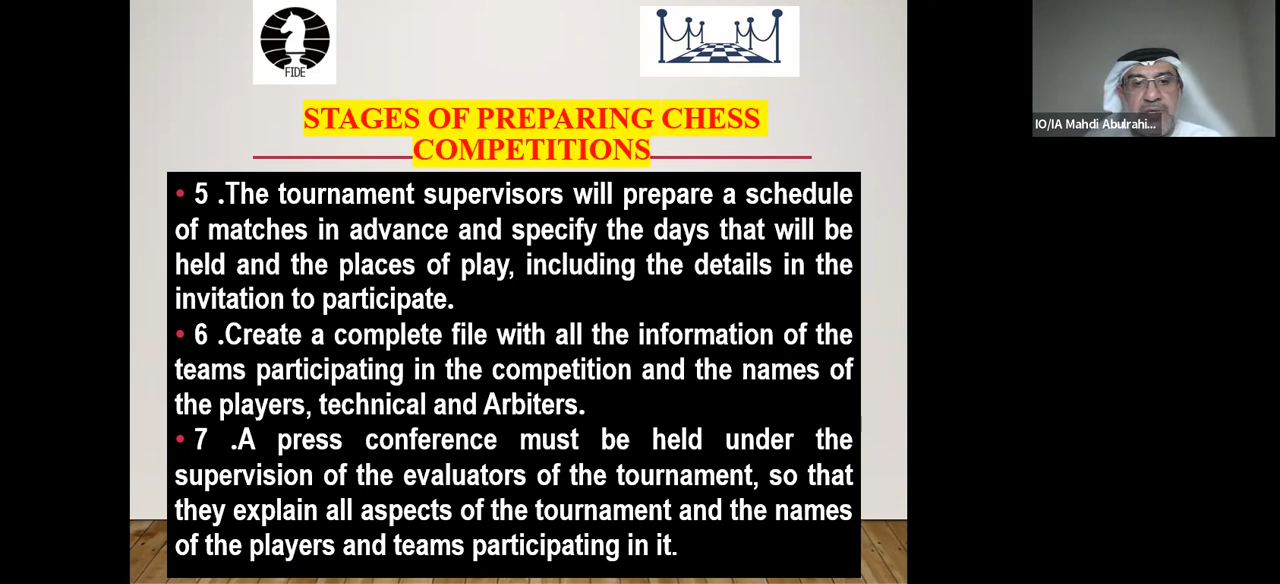 FIDE
IO/IA Mahdi Abulrahi...
STAGES OF PREPARING CHESS
COMPETITIONS
• 5 .The tournament supervisors will prepare a schedule
of matches in advance and specify the days that will be
held and the places of play, including the details in the
invitation to participate.
• 6 .Create a complete file with all the information of the
teams participating in the competition and the names of
the players, technical and Arbiters.
• 7 .A press conference must be held under the
supervision of the evaluators of the tournament, so that
they explain all aspects of the tournament and the names
of the players and teams participating in it.